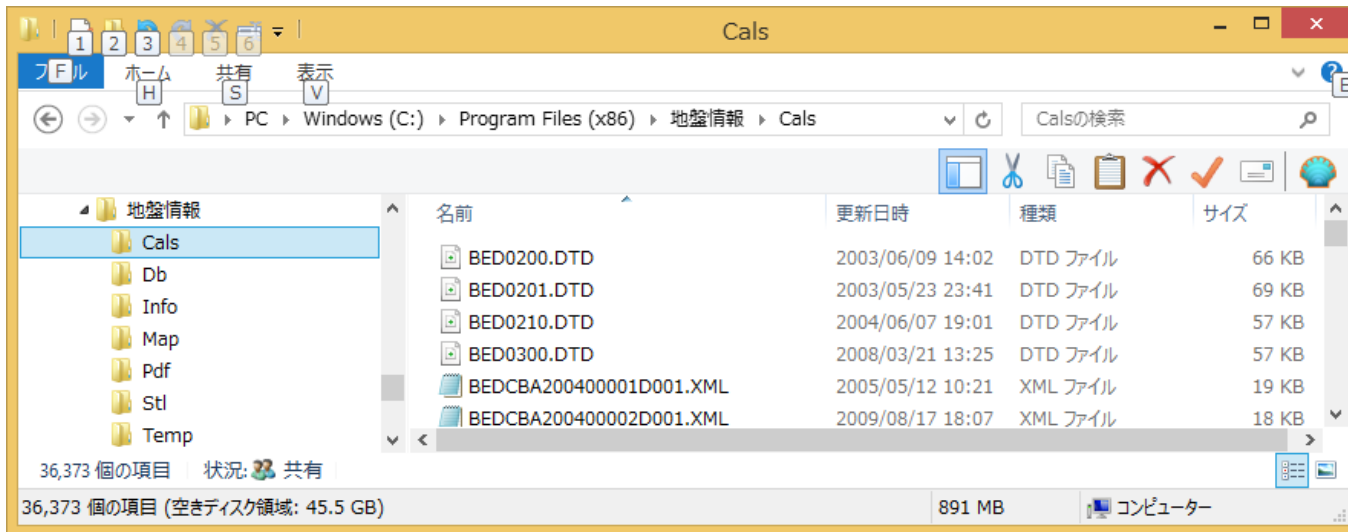 Cals
1 2 3 4 5 6
ファイル ホーム 共有 表示
F H S V E
PC Windows (C:) Program Files (x86) 地盤情報 Cals Calsの検索
地盤情報 名前 更新日時 種類 サイズ
Cals BED0200.DTD 2003/06/09 14:02 DTD ファイル 66 KB
Db BED0201.DTD 2003/05/23 23:41 DTD ファイル 69 KB
Info BED0210.DTD 2004/06/07 19:01 DTD ファイル 57 KB
Map BED0300.DTD 2008/03/21 13:25 DTD ファイル 57 KB
Pdf BEDCBA200400001D001.XML 2005/05/12 10:21 XML ファイル 19 KB
Stl BEDCBA200400002D001.XML 2009/08/17 18:07 XML ファイル 18 KB
Temp
36,373 個の項目 状況: 共有
36,373 個の項目 (空きディスク領域: 45.5 GB) 891 MB コンピューター